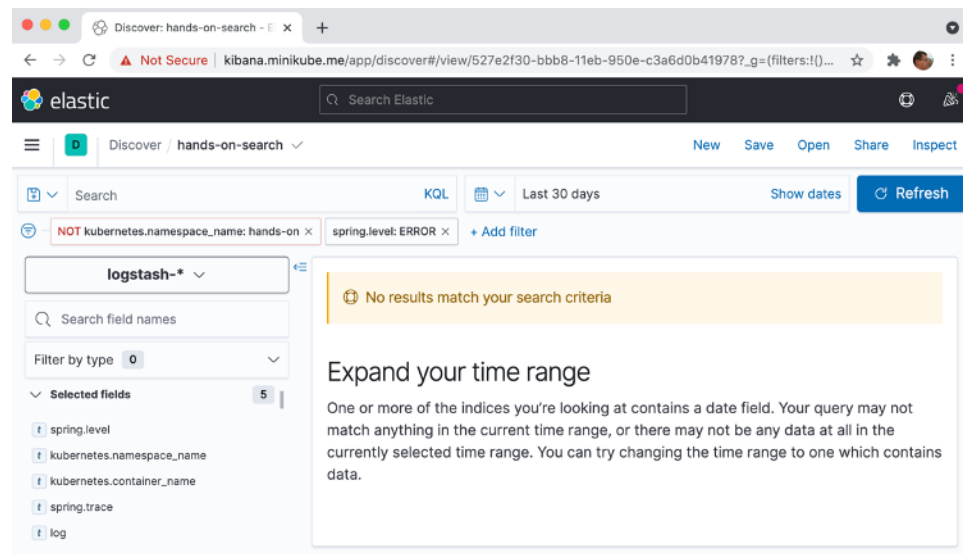 Discover: hands-on-search - E
Not Secure kibana.minikube.me/app/discover#/view/527e2f30-bbb8-11eb-950e-c3a6d0b41978?_g=(filters:!()...
elastic
Search Elastic
D
Discover / hands-on-search
New Save Open Share Inspect
Search
KQL
Last 30 days
Show dates
Refresh
NOT kubernetes.namespace_name: hands-on ×
spring.level: ERROR ×
+ Add filter
logstash-*
Search field names
Filter by type 0
Selected fields 5
t spring.level
t kubernetes.namespace_name
t kubernetes.container_name
t spring.trace
t log
No results match your search criteria
Expand your time range
One or more of the indices you're looking at contains a date field. Your query may not
match anything in the current time range, or there may not be any data at all in the
currently selected time range. You can try changing the time range to one which contains
data.